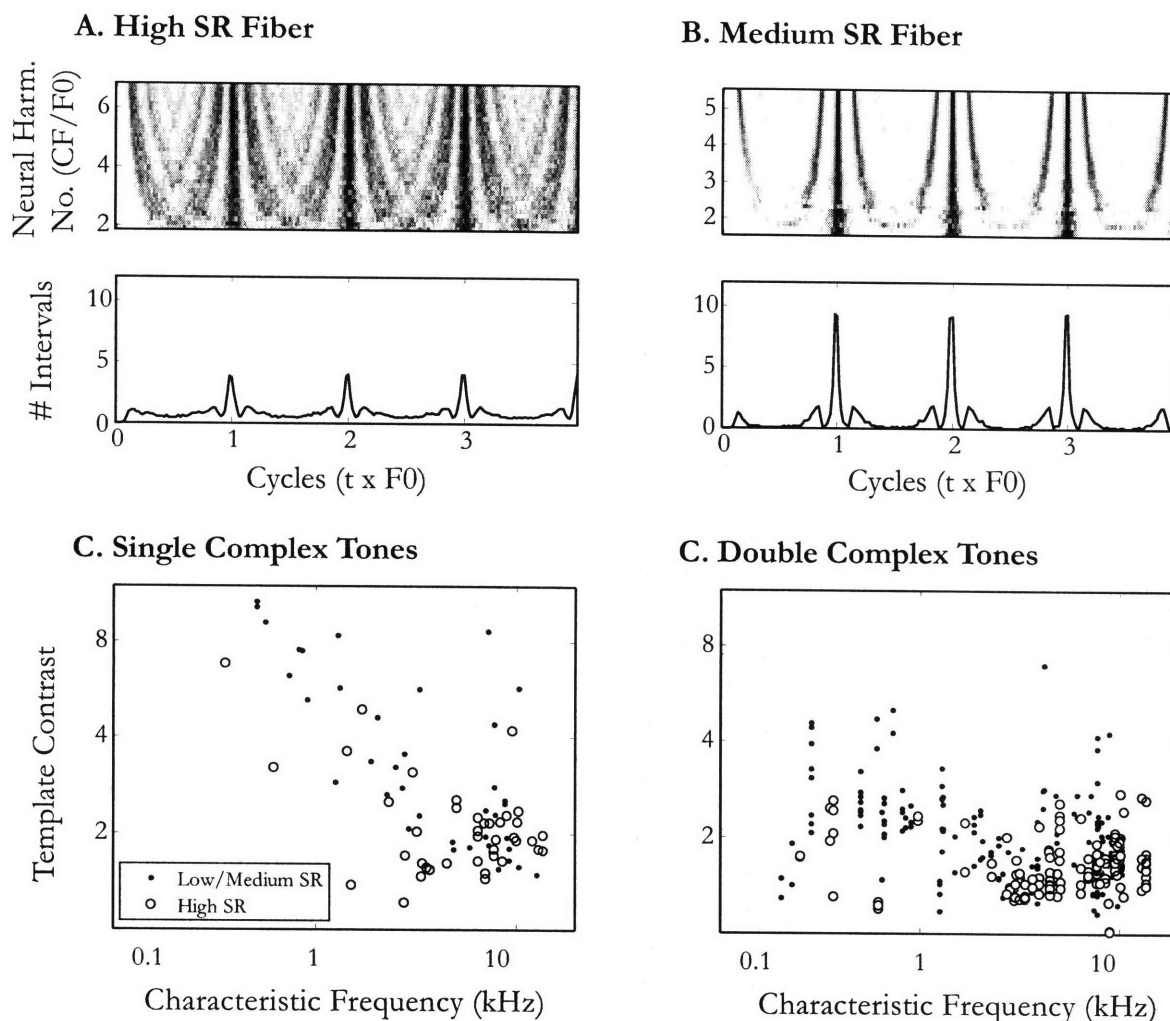 A. High SR Fiber
Neural Harm.
No. (CF/F0)
6
4
2
# Intervals
10
5
0
0
1
2
3
Cycles (t x F0)
B. Medium SR Fiber
5
4
3
2
10
5
0
0
1
2
3
Cycles (t x F0)
C. Single Complex Tones
Template Contrast
8
4
2
Low/Medium SR
High SR
0.1
1
10
Characteristic Frequency (kHz)
C. Double Complex Tones
8
4
2
0.1
1
10
Characteristic Frequency (kHz)